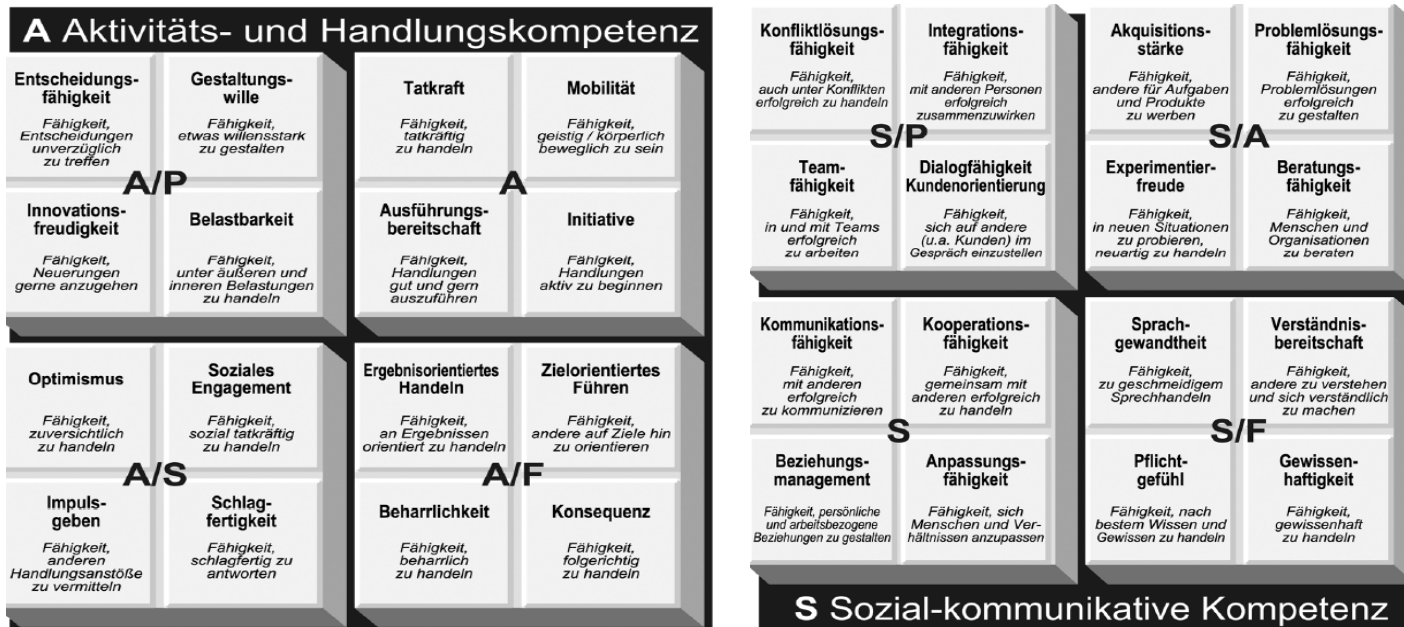 A Aktivitäts- und Handlungskompetenz
Entscheidungs-
fähigkeit
Fähigkeit,
Entscheidungen
unverzüglich
zu treffen
Gestaltungs-
wille
Fähigkeit,
etwas willensstark
zu gestalten
A/P
Innovations-
freudigkeit
Fähigkeit,
Neuerungen
gerne anzugehen
Belastbarkeit
Fähigkeit,
unter äußeren und
inneren Belastungen
zu handeln
Tatkraft
Fähigkeit,
tatkräftig
zu handeln
Mobilität
Fähigkeit,
geistig / körperlich
beweglich zu sein
A
Ausführungs-
bereitschaft
Fähigkeit,
Handlungen
gut und gern
auszuführen
Initiative
Fähigkeit,
Handlungen
aktiv zu beginnen
Optimismus
Fähigkeit,
zuversichtlich
zu handeln
Soziales
Engagement
Fähigkeit,
sozial tatkräftig
zu handeln
A/S
Impuls-
geben
Fähigkeit,
anderen
Handlungsanstöße
zu vermitteln
Schlag-
fertigkeit
Fähigkeit,
schlagfertig zu
antworten
Ergebnisorientiertes
Handeln
Fähigkeit,
an Ergebnissen
orientiert zu handeln
Zielorientiertes
Führen
Fähigkeit,
andere auf Ziele hin
zu orientieren
A/F
Beharrlichkeit
Fähigkeit,
beharrlich
zu handeln
Konsequenz
Fähigkeit,
folgerichtig
zu handeln
Konfliktlösungs-
fähigkeit
Fähigkeit,
auch unter Konflikten
erfolgreich zu handeln
Integrations-
fähigkeit
Fähigkeit,
mit anderen Personen
erfolgreich
zusammenzuwirken
S/P
Team-
fähigkeit
Fähigkeit,
in und mit Teams
erfolgreich
zu arbeiten
Dialogfähigkeit
Kundenorientierung
Fähigkeit,
sich auf andere
(u.a. Kunden) im
Gespräch einzustellen
Akquisitions-
stärke
Fähigkeit,
andere für Aufgaben
und Produkte
zu werben
Problemlösungs-
fähigkeit
Fähigkeit,
Problemlösungen
erfolgreich
zu gestalten
S/A
Experimentier-
freude
Fähigkeit,
in neuen Situationen
zu probieren,
neuartig zu handeln
Beratungs-
fähigkeit
Fähigkeit,
Menschen und
Organisationen
zu beraten
Kommunikations-
fähigkeit
Fähigkeit,
mit anderen
erfolgreich
zu kommunizieren
Kooperations-
fähigkeit
Fähigkeit,
gemeinsam mit
anderen erfolgreich
zu handeln
S
Beziehungs-
management
Fähigkeit, persönliche
und arbeitsbezogene
Beziehungen zu gestalten
Anpassungs-
fähigkeit
Fähigkeit, sich
Menschen und Ver-
hältnissen anzupassen
Sprach-
gewandtheit
Fähigkeit,
zu geschmeidigem
Sprechhandeln
Verständnis-
bereitschaft
Fähigkeit,
andere zu verstehen
und sich verständlich
zu machen
S/F
Pflicht-
gefühl
Fähigkeit, nach
bestem Wissen und
Gewissen zu handeln
Gewissen-
haftigkeit
Fähigkeit,
gewissenhaft
zu handeln
S Sozial-kommunikative Kompetenz